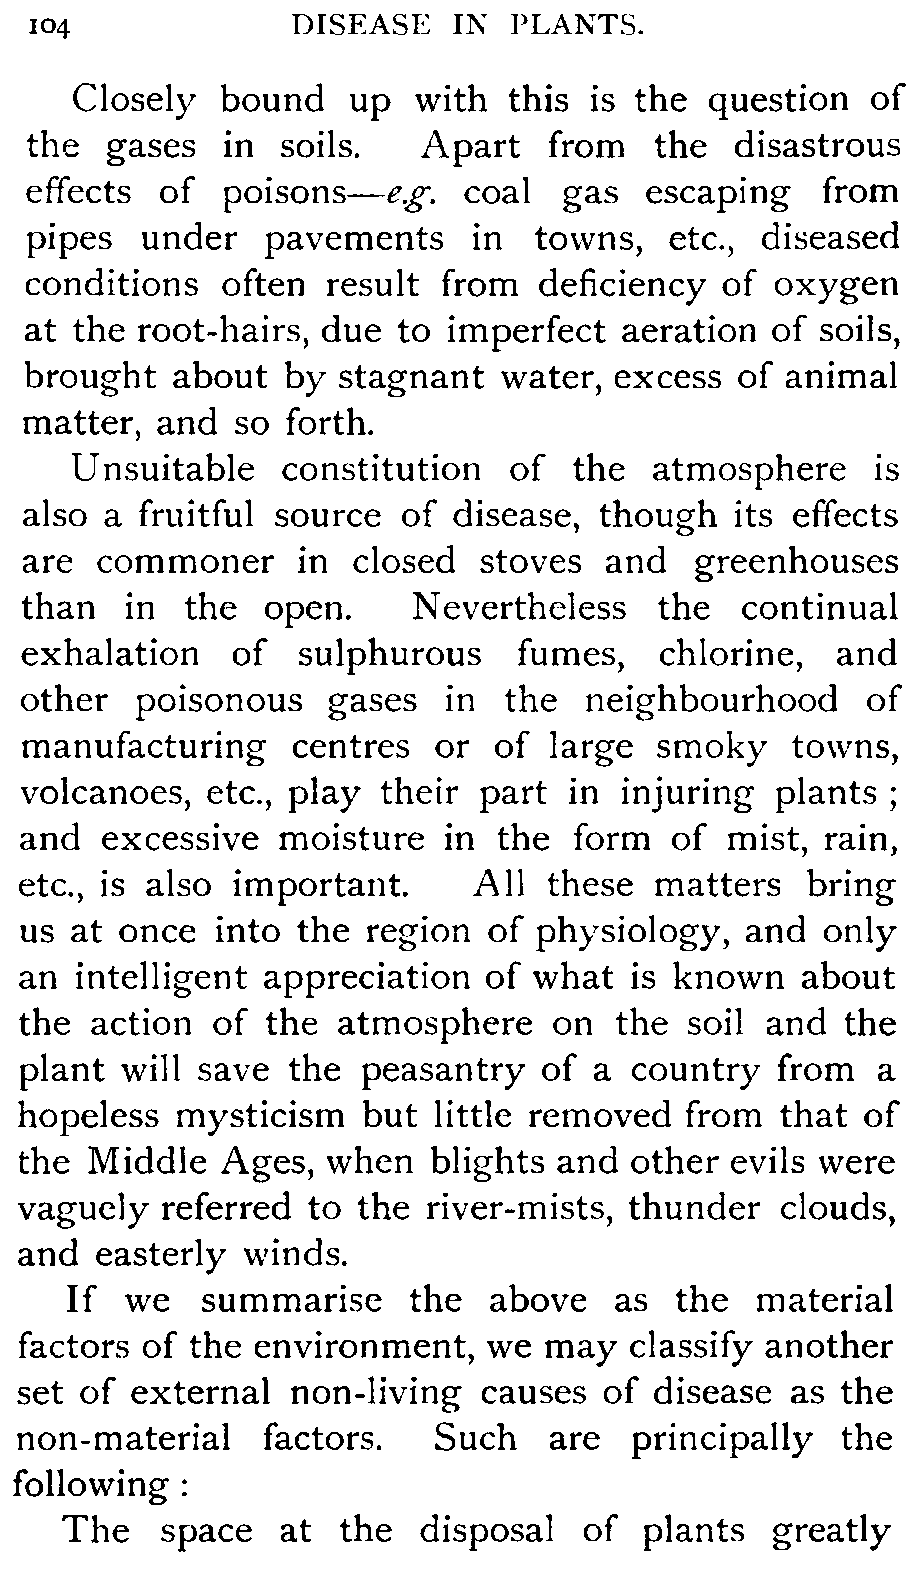 104 DISEASE IN PLANTS.
Closely bound up with this is the question of
the gases in soils. Apart from the disastrous
effects of poisons—e.g. coal gas escaping from
pipes under pavements in towns, etc., diseased
conditions often result from deficiency of oxygen
at the root-hairs, due to imperfect aeration of soils,
brought about by stagnant water, excess of animal
matter, and so forth.
Unsuitable constitution of the atmosphere is
also a fruitful source of disease, though its effects
are commoner in closed stoves and greenhouses
than in the open. Nevertheless the continual
exhalation of sulphurous fumes, chlorine, and
other poisonous gases in the neighbourhood of
manufacturing centres or of large smoky towns,
volcanoes, etc., play their part in injuring plants ;
and excessive moisture in the form of mist, rain,
etc., is also important. All these matters bring
us at once into the region of physiology, and only
an intelligent appreciation of what is known about
the action of the atmosphere on the soil and the
plant will save the peasantry of a country from a
hopeless mysticism but little removed from that of
the Middle Ages, when blights and other evils were
vaguely referred to the river-mists, thunder clouds,
and easterly winds.
If we summarise the above as the material
factors of the environment, we may classify another
set of external non-living causes of disease as the
non-material factors. Such are principally the
following :
The space at the disposal of plants greatly